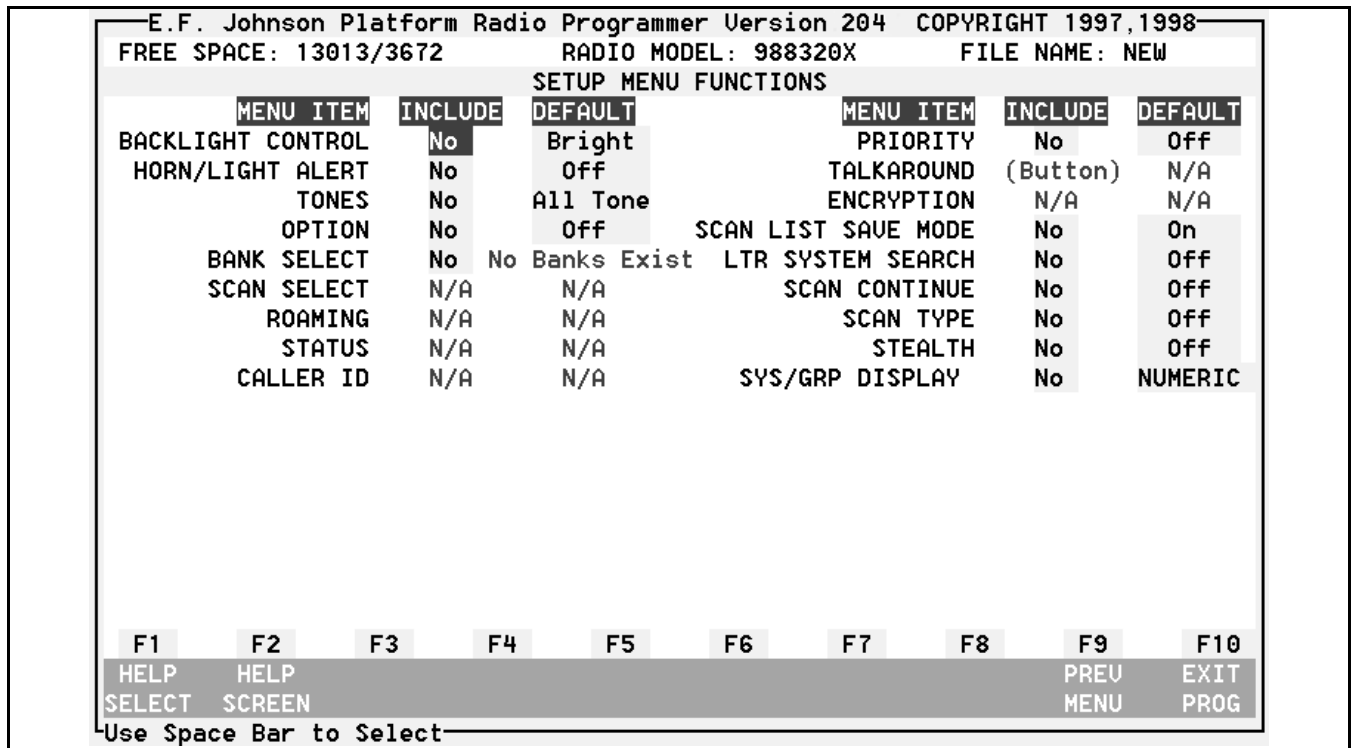 E.F. Johnson Platform Radio Programmer Version 204 COPYRIGHT 1997,1998
FREE SPACE: 13013/3672 RADIO MODEL: 988320X FILE NAME: NEW
SETUP MENU FUNCTIONS
MENU ITEM INCLUDE DEFAULT MENU ITEM INCLUDE DEFAULT
BACKLIGHT CONTROL No Bright PRIORITY No Off
HORN/LIGHT ALERT No Off TALKAROUND (Button) N/A
TONES No All Tone ENCRYPTION N/A N/A
OPTION No Off SCAN LIST SAVE MODE No On
BANK SELECT No No Banks Exist LTR SYSTEM SEARCH No Off
SCAN SELECT N/A N/A SCAN CONTINUE No Off
ROAMING N/A N/A SCAN TYPE No Off
STATUS N/A N/A STEALTH No Off
CALLER ID N/A N/A SYS/GRP DISPLAY No NUMERIC
F1 F2 F3 F4 F5 F6 F7 F8 F9 F10
HELP HELP PREV EXIT
SELECT SCREEN MENU PROG
Use Space Bar to Select